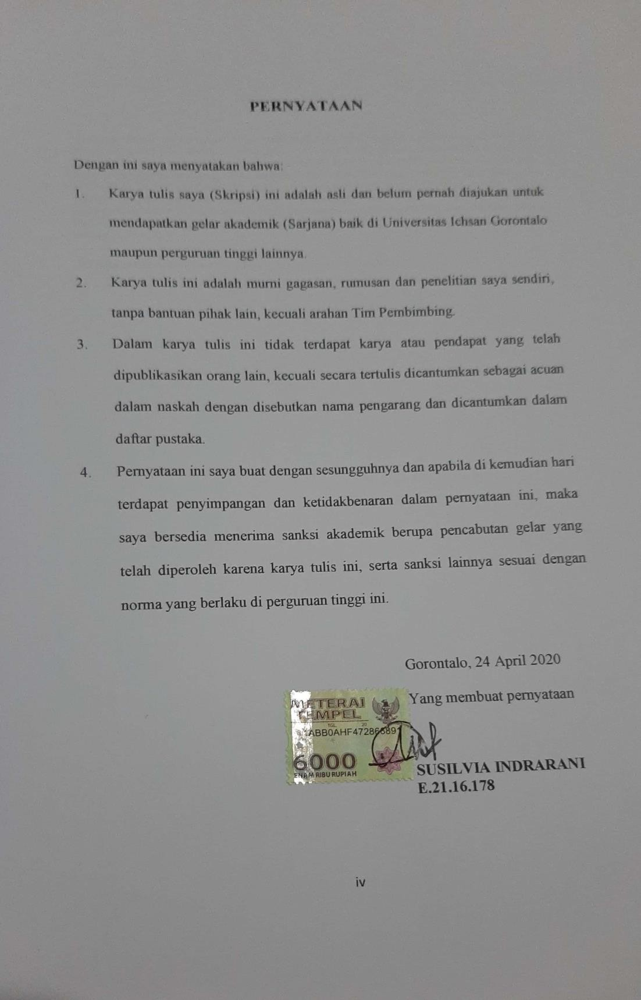 PERNYATAAN
Dengan ini saya menyatakan bahwa:
1. Karya tulis saya (Skripsi) ini adalah asli dan belum pernah diajukan untuk
mendapatkan gelar akademik (Sarjana) baik di Universitas Ichsan Gorontalo
maupun perguruan tinggi lainnya.
2. Karya tulis ini adalah murni gagasan, rumusan dan penelitian saya sendiri,
tanpa bantuan pihak lain, kecuali arahan Tim Pembimbing.
3. Dalam karya tulis ini tidak terdapat karya atau pendapat yang telah
dipublikasikan orang lain, kecuali secara tertulis dicantumkan sebagai acuan
dalam naskah dengan disebutkan nama pengarang dan dicantumkan dalam
daftar pustaka.
4. Pernyataan ini saya buat dengan sesungguhnya dan apabila di kemudian hari
terdapat penyimpangan dan ketidakbenaran dalam pernyataan ini, maka
saya bersedia menerima sanksi akademik berupa pencabutan gelar yang
telah diperoleh karena karya tulis ini, serta sanksi lainnya sesuai dengan
norma yang berlaku di perguruan tinggi ini.
Gorontalo, 24 April 2020
Yang membuat pernyataan
METERAI
TEMPEL
TGL 20
6000
ENAM RIBU RUPIAH
SUSILVIA INDRARANI
E.21.16.178
iv